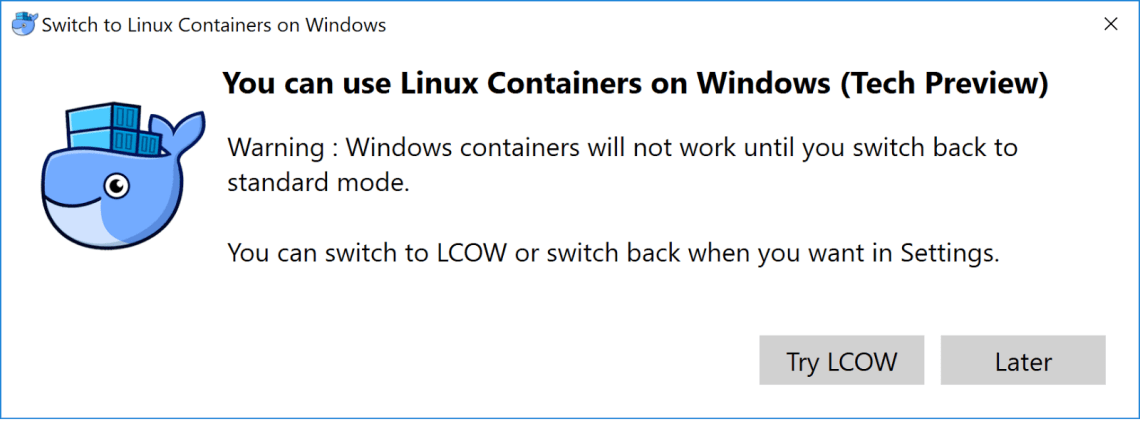 Switch to Linux Containers on Windows
You can use Linux Containers on Windows (Tech Preview)
Warning : Windows containers will not work until you switch back to
standard mode.
You can switch to LCOW or switch back when you want in Settings.
Try LCOW
Later